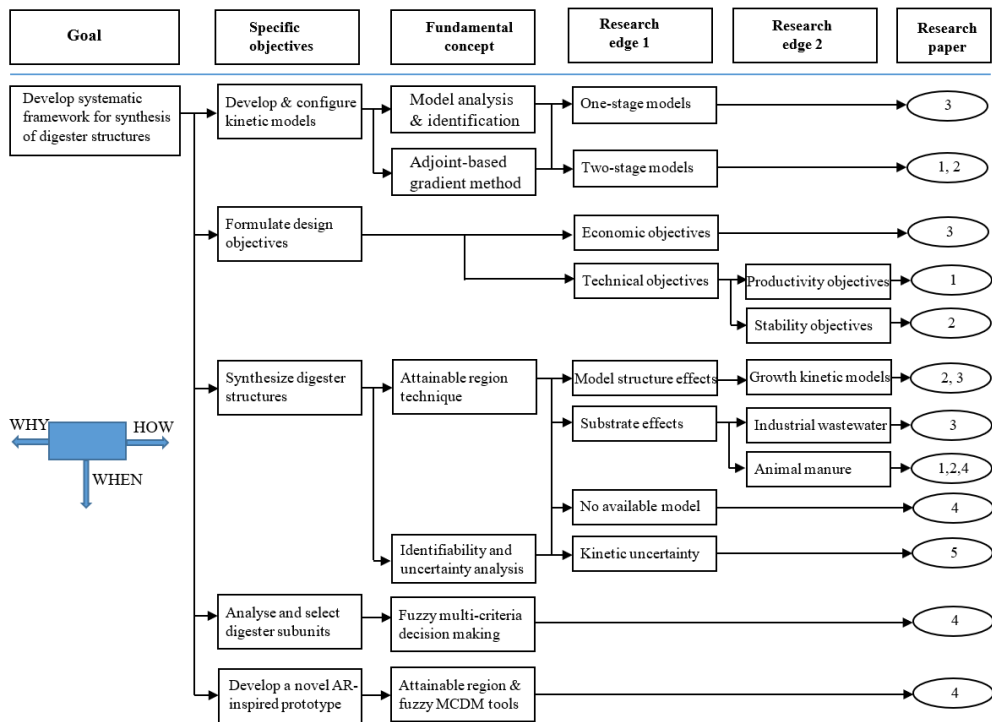 Goal
Specific
objectives
Fundamental
concept
Research
edge 1
Research
edge 2
Research
paper
Develop systematic
framework for synthesis
of digester structures
Develop & configure
kinetic models
Model analysis
& identification
One-stage models
3
Adjoint-based
gradient method
Two-stage models
1, 2
Formulate design
objectives
Economic objectives
3
Technical objectives
Productivity objectives
1
Stability objectives
2
Synthesize digester
structures
Attainable region
technique
Model structure effects
Growth kinetic models
2, 3
Substrate effects
Industrial wastewater
3
Animal manure
1,2,4
No available model
4
Identifiability and
uncertainty analysis
Kinetic uncertainty
5
WHY
HOW
WHEN
Analyse and select
digester subunits
Fuzzy multi-criteria
decision making
4
Develop a novel AR-
inspired prototype
Attainable region &
fuzzy MCDM tools
4